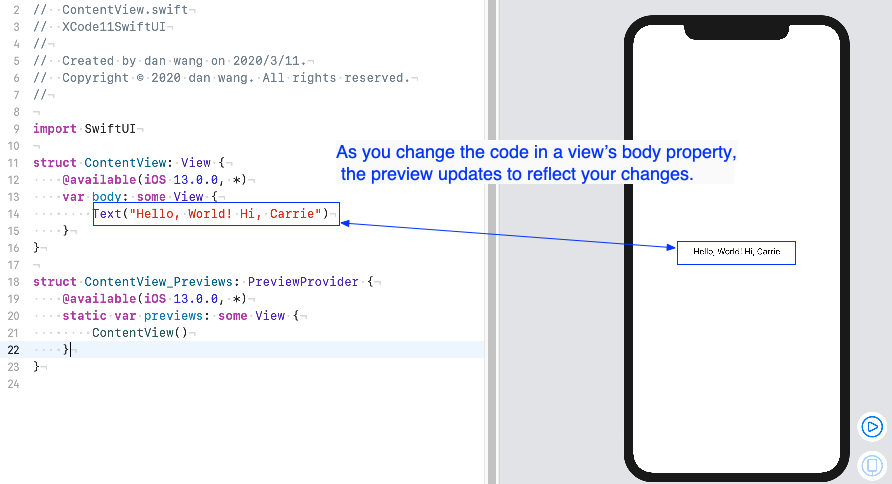 2 //  ContentView.swift
3 //  XCode11SwiftUI
4 //
5 //  Created by dan wang on 2020/3/11.
6 //  Copyright © 2020 dan wang. All rights reserved.
7 //
8
9 import SwiftUI
10
As you change the code in a view's body property,
11 struct ContentView: View {
the preview updates to reflect your changes.
12     @available(iOS 13.0.0, *)
13     var body: some View {
14         Text("Hello, World! Hi, Carrie")
15     }
16 }
Hello, World! Hi, Carrie
17
18 struct ContentView_Previews: PreviewProvider {
19     @available(iOS 13.0.0, *)
20     static var previews: some View {
21         ContentView()
22     }
23 }
24